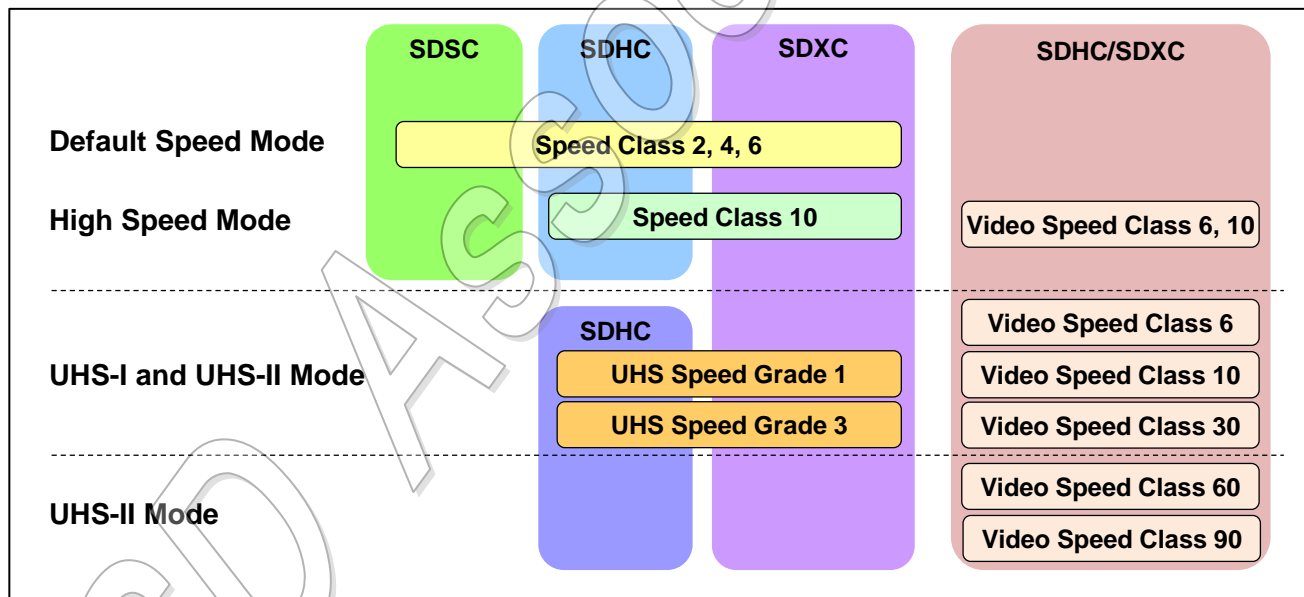 SDSC
SDHC
SDXC
SDHC/SDXC
Default Speed Mode
Speed Class 2, 4, 6
High Speed Mode
Speed Class 10
Video Speed Class 6, 10
SDHC
Video Speed Class 6
UHS-I and UHS-II Mode
UHS Speed Grade 1
Video Speed Class 10
UHS Speed Grade 3
Video Speed Class 30
Video Speed Class 60
UHS-II Mode
Video Speed Class 90